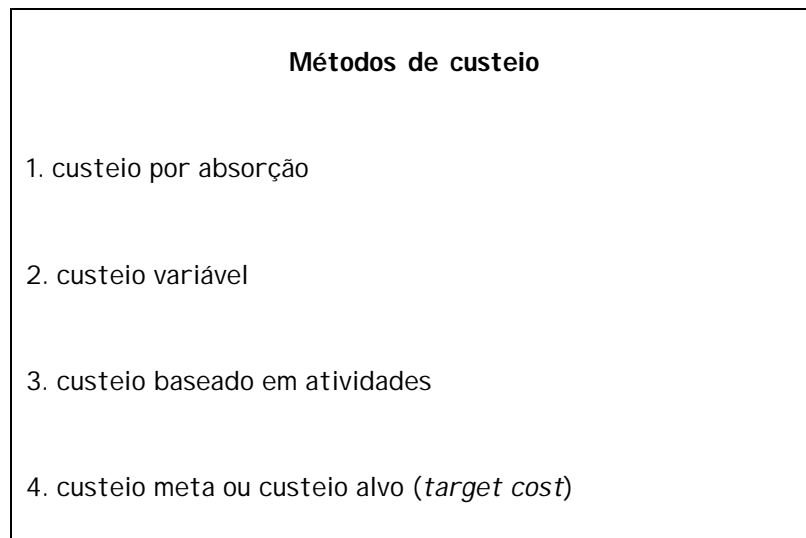 Métodos de custeio
1. custeio por absorção
2. custeio variável
3. custeio baseado em atividades
4. custeio meta ou custeio alvo (target cost)